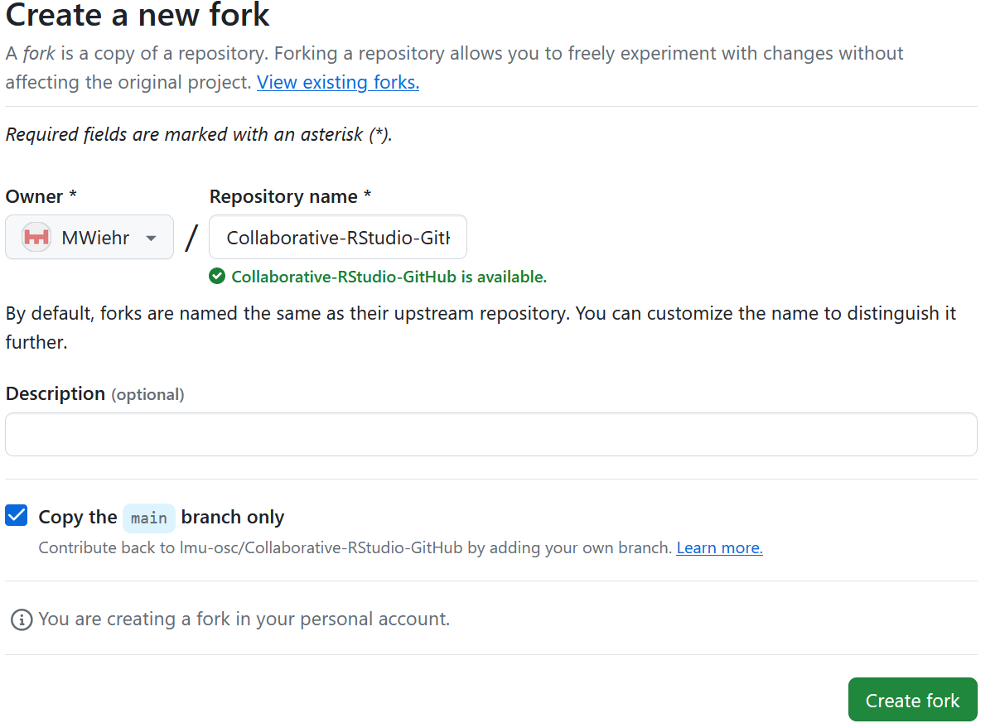 Create a new fork
A fork is a copy of a repository. Forking a repository allows you to freely experiment with changes without
affecting the original project. View existing forks.
Required fields are marked with an asterisk (*).
Owner *
Repository name *
MWiehr
/
Collaborative-RStudio-GitH
Collaborative-RStudio-GitHub is available.
By default, forks are named the same as their upstream repository. You can customize the name to distinguish it
further.
Description (optional)
Copy the main branch only
Contribute back to lmu-osc/Collaborative-RStudio-GitHub by adding your own branch. Learn more.
You are creating a fork in your personal account.
Create fork